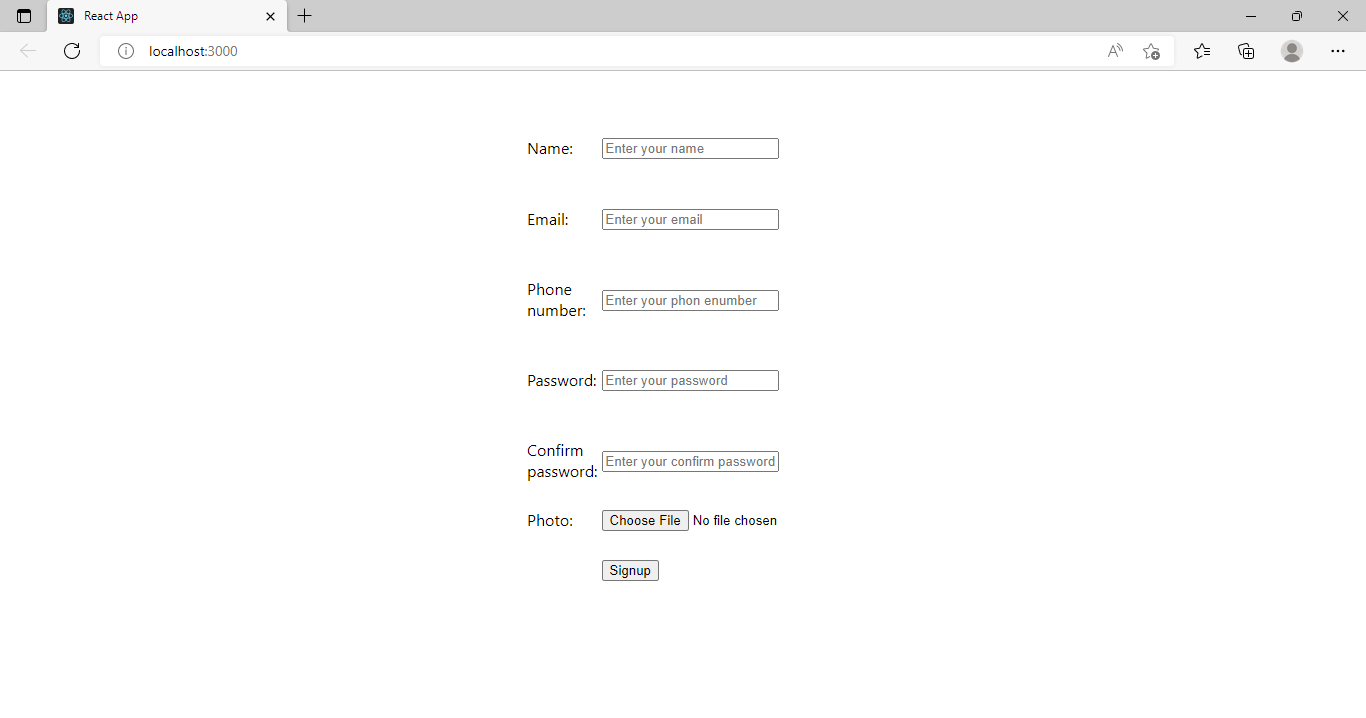 React App
localhost:3000
Name: Enter your name
Email: Enter your email
Phone
number: Enter your phon enumber
Password: Enter your password
Confirm
password: Enter your confirm password
Photo: Choose File No file chosen
Signup